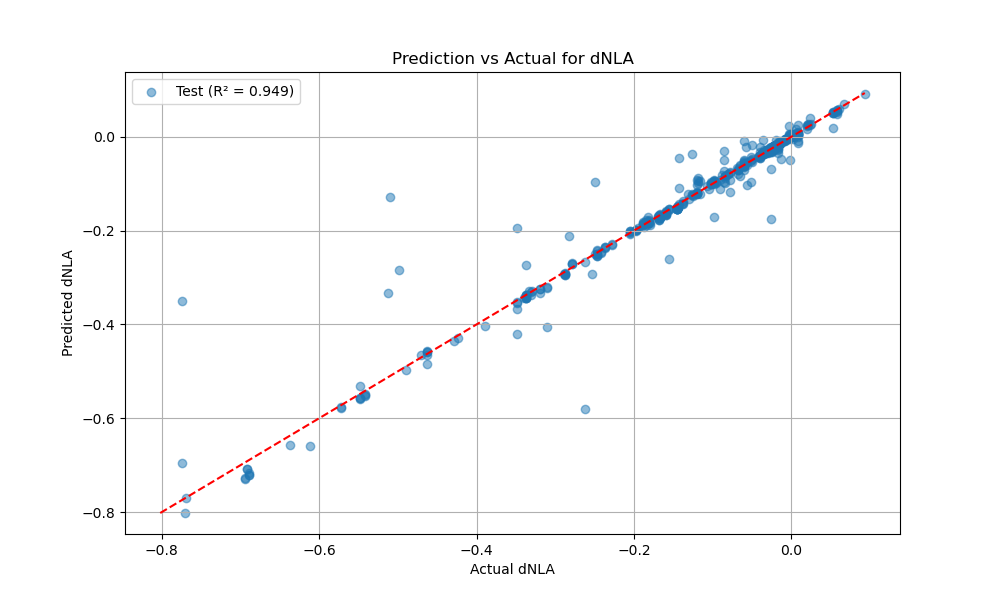 Prediction vs Actual for dNLA
Test (R² = 0.949)
0.0
−0.2
−0.4
−0.6
−0.8
Predicted dNLA
−0.8 −0.6 −0.4 −0.2 0.0
Actual dNLA